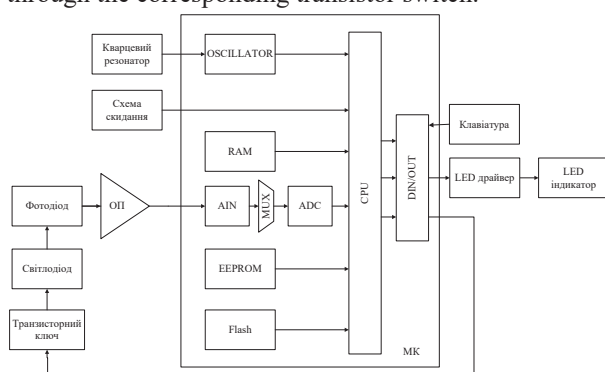 through the corresponding transistor switch.
Кварцевий
резонатор
OSCILLATOR
Схема
скидання
Клавіатура
RAM
CPU
DIN/OUT
LED драйвер
LED
індикатор
Фотодіод
ОП
AIN
MUX
ADC
Світлодіод
EEPROM
Транзисторний
ключ
Flash
МК